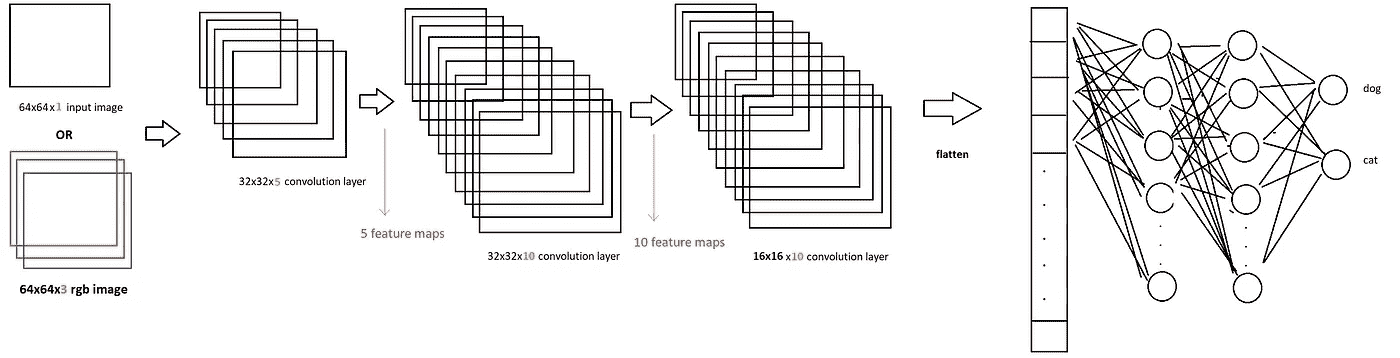 64x64x1 input image
OR
64x64x3 rgb image
32x32x5 convolution layer
5 feature maps
32x32x10 convolution layer
10 feature maps
16x16 x10 convolution layer
flatten
dog
cat